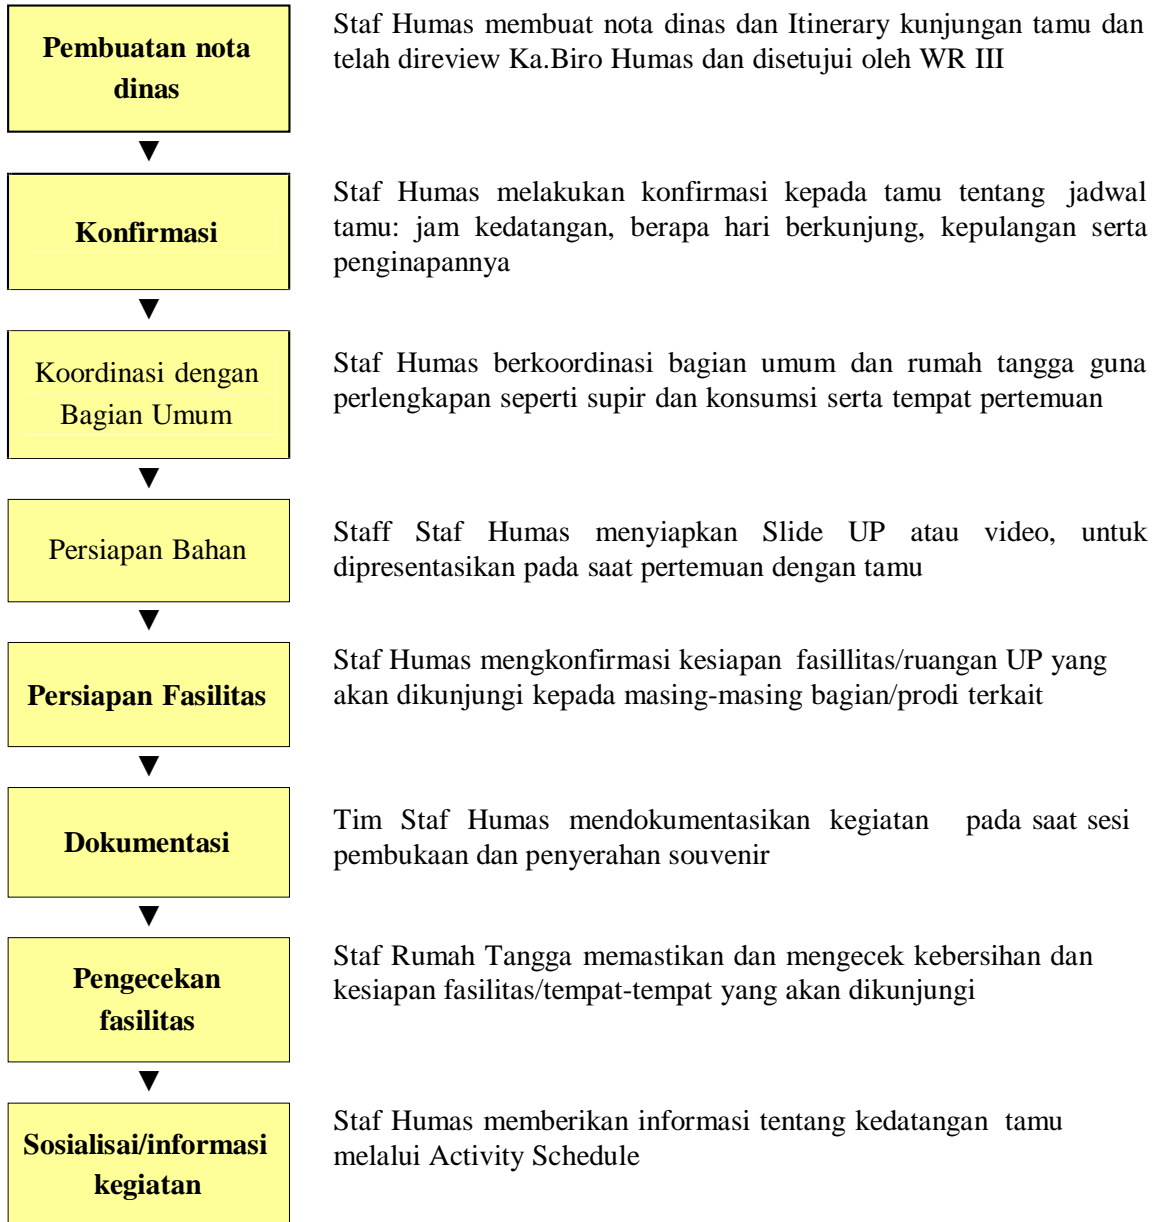 Pembuatan nota
dinas
Staf Humas membuat nota dinas dan Itinerary kunjungan tamu dan
telah direview Ka.Biro Humas dan disetujui oleh WR III
Konfirmasi
Staf Humas melakukan konfirmasi kepada tamu tentang jadwal
tamu: jam kedatangan, berapa hari berkunjung, kepulangan serta
penginapannya
Koordinasi dengan
Bagian Umum
Staf Humas berkoordinasi bagian umum dan rumah tangga guna
perlengkapan seperti supir dan konsumsi serta tempat pertemuan
Persiapan Bahan
Staff Staf Humas menyiapkan Slide UP atau video, untuk
dipresentasikan pada saat pertemuan dengan tamu
Persiapan Fasilitas
Staf Humas mengkonfirmasi kesiapan fasillitas/ruangan UP yang
akan dikunjungi kepada masing-masing bagian/prodi terkait
Dokumentasi
Tim Staf Humas mendokumentasikan kegiatan pada saat sesi
pembukaan dan penyerahan souvenir
Pengecekan
fasilitas
Staf Rumah Tangga memastikan dan mengecek kebersihan dan
kesiapan fasilitas/tempat-tempat yang akan dikunjungi
Sosialisai/informasi
kegiatan
Staf Humas memberikan informasi tentang kedatangan tamu
melalui Activity Schedule